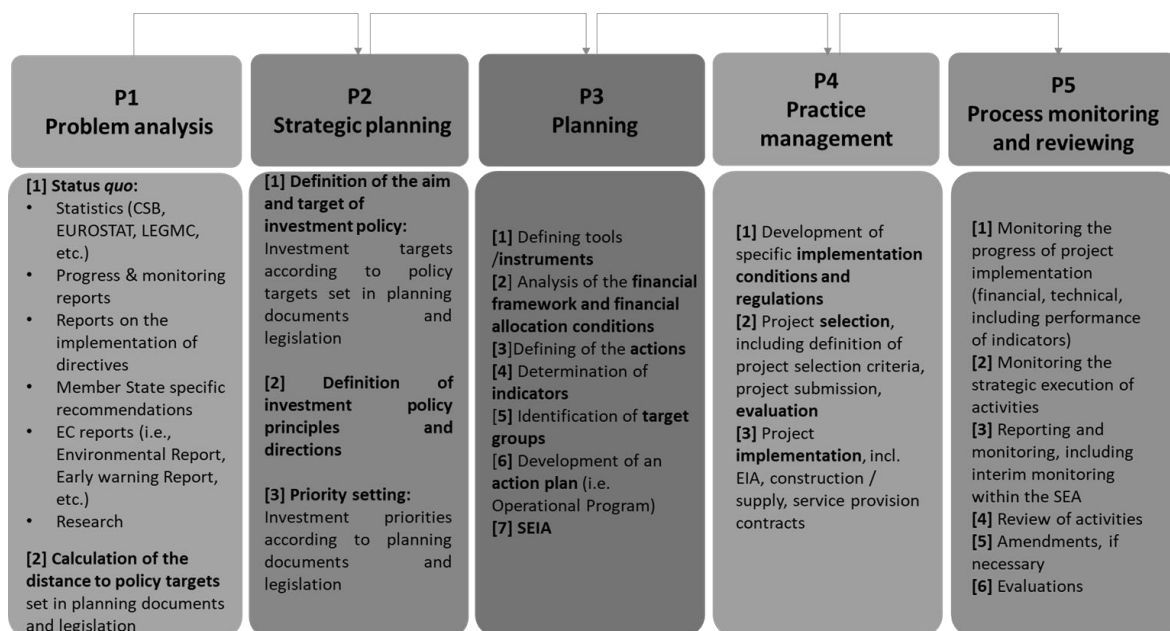 P1
Problem analysis
[1] Status quo:
• Statistics (CSB,
EUROSTAT, LEGMC,
etc.)
• Progress & monitoring
reports
• Reports on the
implementation of
directives
• Member State specific
recommendations
• EC reports (i.e.,
Environmental Report,
Early warning Report,
etc.)
• Research
[2] Calculation of the
distance to policy targets
set in planning documents
and legislation
P2
Strategic planning
[1] Definition of the aim
and target of
investment policy:
Investment targets
according to policy
targets set in planning
documents and
legislation
[2] Definition of
investment policy
principles and
directions
[3] Priority setting:
Investment priorities
according to planning
documents and
legislation
P3
Planning
[1] Defining tools
/instruments
[2] Analysis of the financial
framework and financial
allocation conditions
[3]Defining of the actions
[4] Determination of
indicators
[5] Identification of target
groups
[6] Development of an
action plan (i.e.
Operational Program)
[7] SEIA
P4
Practice
management
[1] Development of
specific implementation
conditions and
regulations
[2] Project selection,
including definition of
project selection criteria,
project submission,
evaluation
[3] Project
implementation, incl.
EIA, construction /
supply, service provision
contracts
P5
Process monitoring
and reviewing
[1] Monitoring the
progress of project
implementation
(financial, technical,
including performance
of indicators)
[2] Monitoring the
strategic execution of
activities
[3] Reporting and
monitoring, including
interim monitoring
within the SEA
[4] Review of activities
[5] Amendments, if
necessary
[6] Evaluations